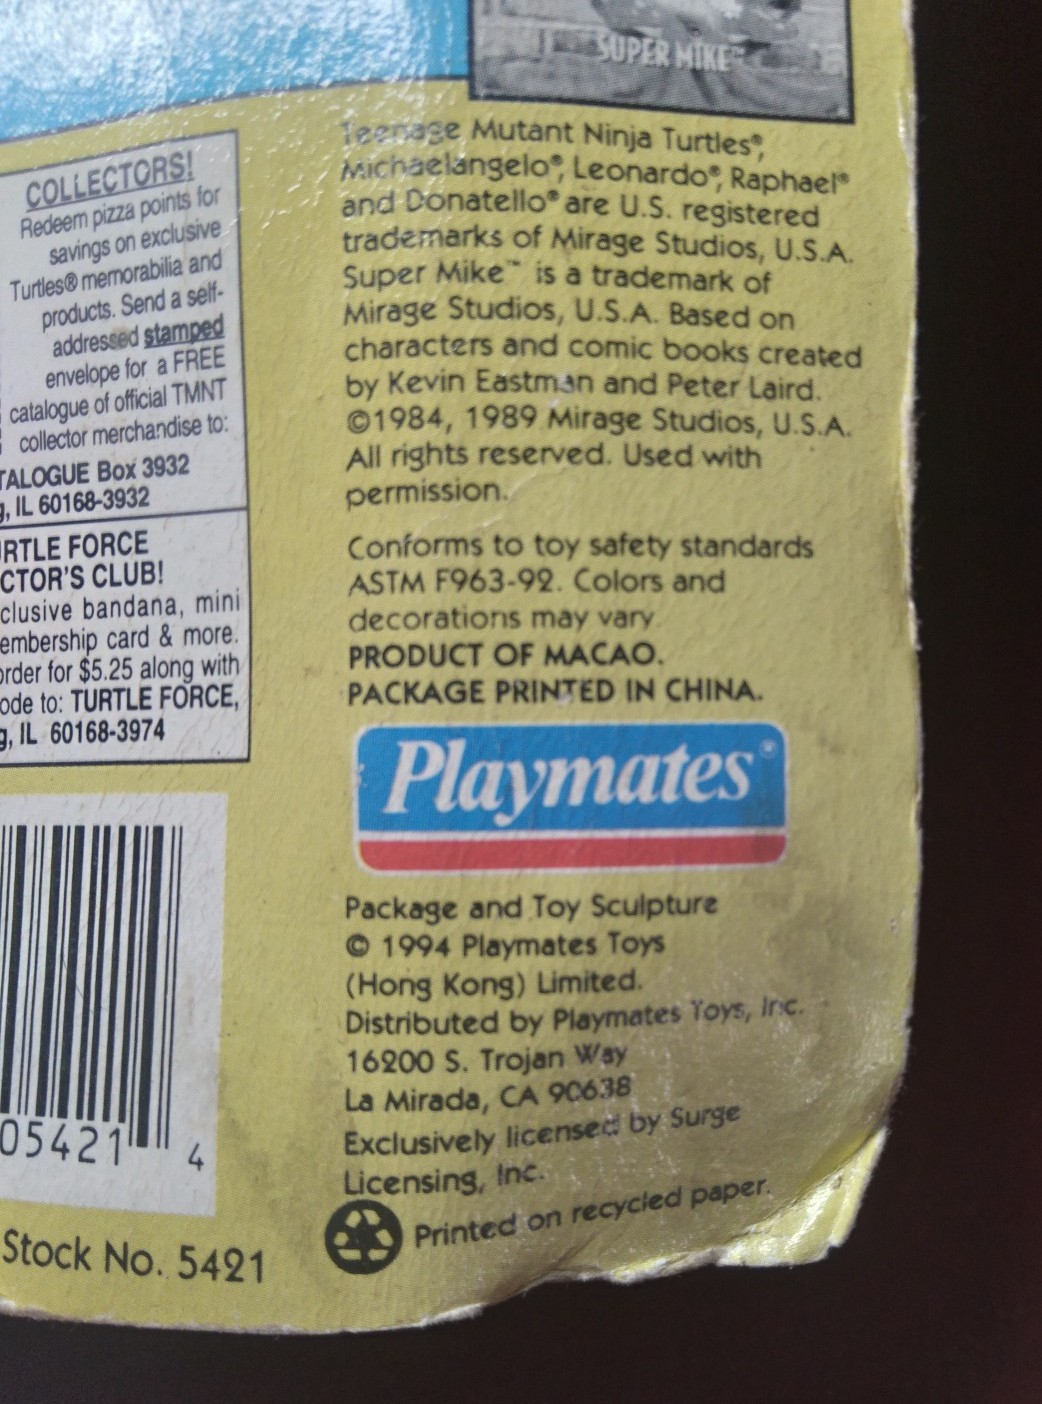 SUPER MIKE™
COLLECTORS!
Redeem pizza points for
savings on exclusive
Turtles® memorabilia and
products. Send a self-
addressed stamped
envelope for a FREE
catalogue of official TMNT
collector merchandise to:
TALOGUE Box 3932
g, IL 60168-3932
URTLE FORCE
CTOR'S CLUB!
clusive bandana, mini
embership card & more.
order for $5.25 along with
ode to: TURTLE FORCE,
g, IL 60168-3974
05421 4
Stock No. 5421
Teenage Mutant Ninja Turtles®,
Michaelangelo®, Leonardo®, Raphael®
and Donatello® are U.S. registered
trademarks of Mirage Studios, U.S.A.
Super Mike™ is a trademark of
Mirage Studios, U.S.A. Based on
characters and comic books created
by Kevin Eastman and Peter Laird.
©1984, 1989 Mirage Studios, U.S.A.
All rights reserved. Used with
permission.
Conforms to toy safety standards
ASTM F963-92. Colors and
decorations may vary.
PRODUCT OF MACAO.
PACKAGE PRINTED IN CHINA.
Playmates®
Package and Toy Sculpture
© 1994 Playmates Toys
(Hong Kong) Limited.
Distributed by Playmates Toys, Inc.
16200 S. Trojan Way
La Mirada, CA 90638
Exclusively licensed by Surge
Licensing, Inc.
Printed on recycled paper.